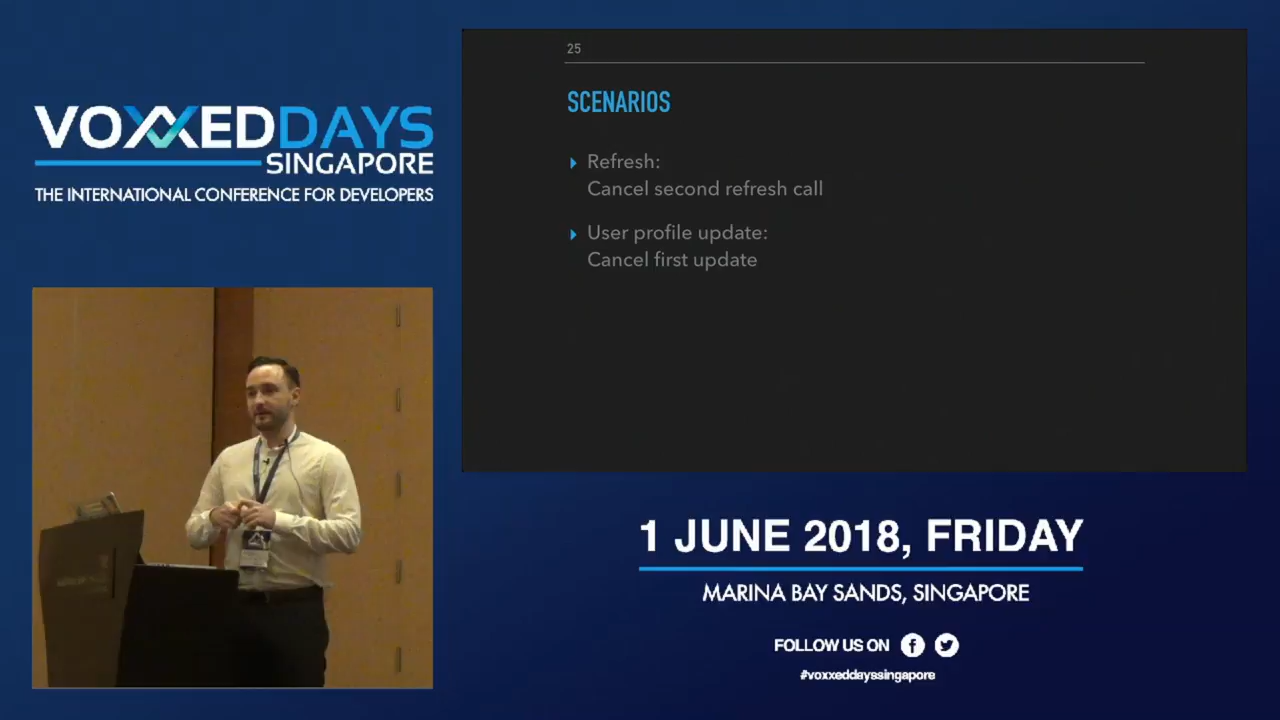 VOXXEDDAYS
SINGAPORE
THE INTERNATIONAL CONFERENCE FOR DEVELOPERS
25
SCENARIOS
Refresh:
Cancel second refresh call
User profile update:
Cancel first update
1 JUNE 2018, FRIDAY
MARINA BAY SANDS, SINGAPORE
FOLLOW US ON
#voxxeddayssingapore